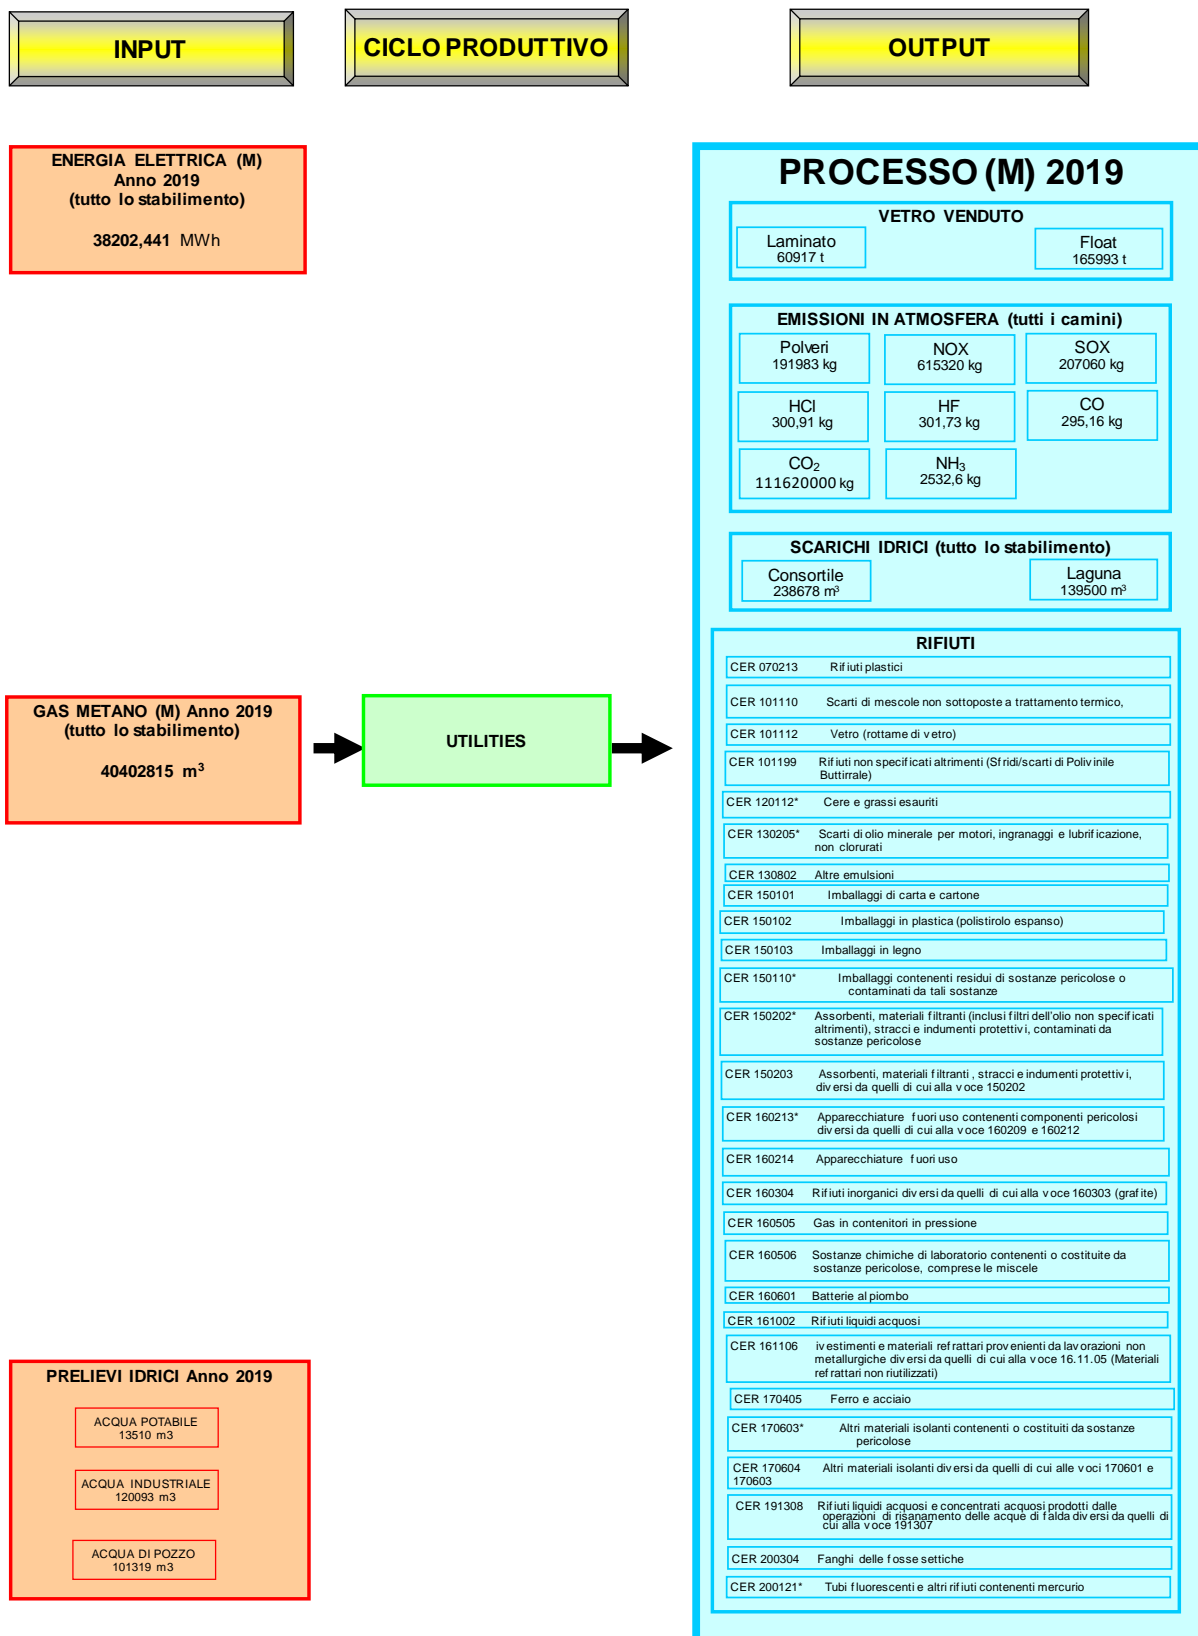 INPUT
CICLO PRODUTTIVO
OUTPUT
ENERGIA ELETTRICA (M)
Anno 2019
(tutto lo stabilimento)
38202,441 MWh
GAS METANO (M) Anno 2019
(tutto lo stabilimento)
40402815 m³
UTILITIES
PRELIEVI IDRICI Anno 2019
ACQUA POTABILE
13510 m3
ACQUA INDUSTRIALE
120093 m3
ACQUA DI POZZO
101319 m3
PROCESSO (M) 2019
VETRO VENDUTO
Laminato
60917 t
Float
165993 t
EMISSIONI IN ATMOSFERA (tutti i camini)
Polveri
191983 kg
NOX
615320 kg
SOX
207060 kg
HCl
300,91 kg
HF
301,73 kg
CO
295,16 kg
CO₂
111620000 kg
NH₃
2532,6 kg
SCARICHI IDRICI (tutto lo stabilimento)
Consortile
238678 m³
Laguna
139500 m³
RIFIUTI
CER 070213 Rifiuti plastici
CER 101110 Scarti di mescole non sottoposte a trattamento termico,
CER 101112 Vetro (rottame di vetro)
CER 101199 Rifiuti non specificati altrimenti (Sfridi/scarti di Polivinile
Buttirrale)
CER 120112* Cere e grassi esauriti
CER 130205* Scarti di olio minerale per motori, ingranaggi e lubrificazione,
non clorurati
CER 130802 Altre emulsioni
CER 150101 Imballaggi di carta e cartone
CER 150102 Imballaggi in plastica (polistirolo espanso)
CER 150103 Imballaggi in legno
CER 150110* Imballaggi contenenti residui di sostanze pericolose o
contaminati da tali sostanze
CER 150202* Assorbenti, materiali filtranti (inclusi filtri dell'olio non specificati
altrimenti), stracci e indumenti protettivi, contaminati da
sostanze pericolose
CER 150203 Assorbenti, materiali filtranti , stracci e indumenti protettivi,
diversi da quelli di cui alla voce 150202
CER 160213* Apparecchiature fuori uso contenenti componenti pericolosi
diversi da quelli di cui alla voce 160209 e 160212
CER 160214 Apparecchiature fuori uso
CER 160304 Rifiuti inorganici diversi da quelli di cui alla voce 160303 (grafite)
CER 160505 Gas in contenitori in pressione
CER 160506 Sostanze chimiche di laboratorio contenenti o costituite da
sostanze pericolose, comprese le miscele
CER 160601 Batterie al piombo
CER 161002 Rifiuti liquidi acquosi
CER 161106 ivestimenti e materiali refrattari provenienti da lavorazioni non
metallurgiche diversi da quelli di cui alla voce 16.11.05 (Materiali
refrattari non riutilizzati)
CER 170405 Ferro e acciaio
CER 170603* Altri materiali isolanti contenenti o costituiti da sostanze
pericolose
CER 170604 Altri materiali isolanti diversi da quelli di cui alle voci 170601 e
170603
CER 191308 Rifiuti liquidi acquosi e concentrati acquosi prodotti dalle
operazioni di risanamento delle acque di falda diversi da quelli di
cui alla voce 191307
CER 200304 Fanghi delle fosse settiche
CER 200121* Tubi fluorescenti e altri rifiuti contenenti mercurio